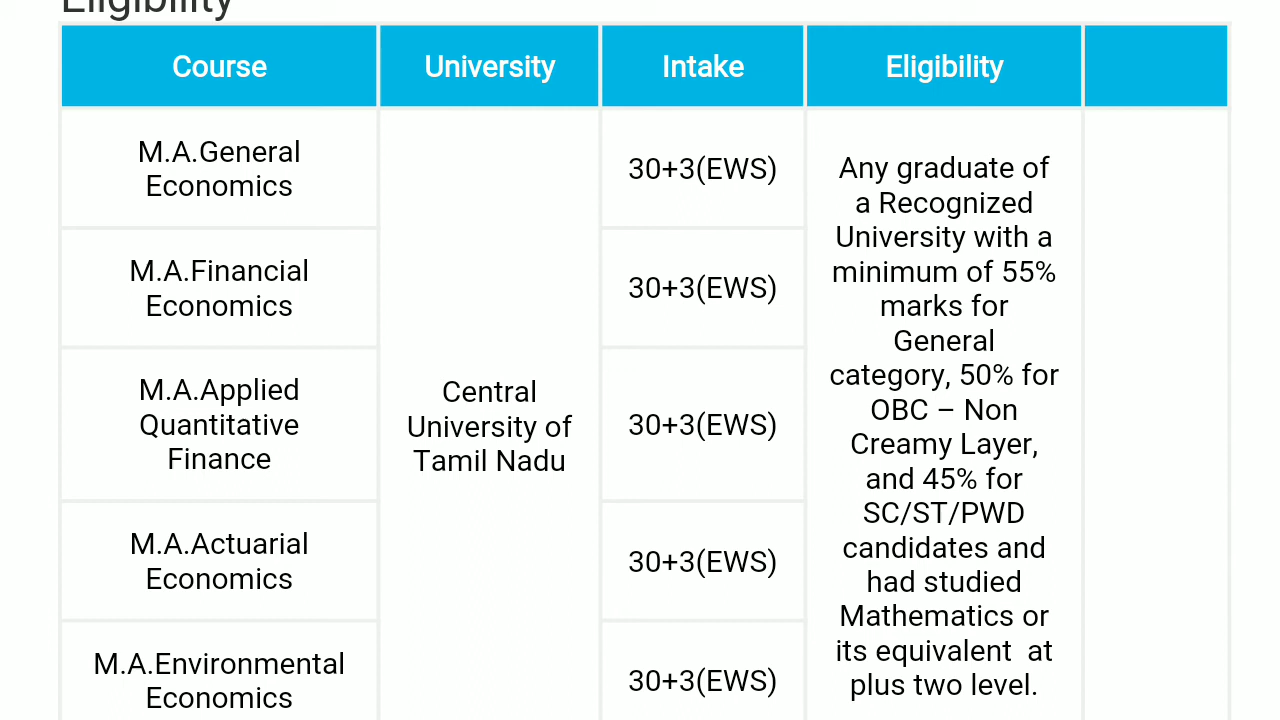 Eligibility
Course
University
Intake
Eligibility
M.A.General
Economics
30+3(EWS)
M.A.Financial
Economics
30+3(EWS)
M.A.Applied
Quantitative
Finance
30+3(EWS)
M.A.Actuarial
Economics
30+3(EWS)
M.A.Environmental
Economics
30+3(EWS)
Central
University of
Tamil Nadu
Any graduate of
a Recognized
University with a
minimum of 55%
marks for
General
category, 50% for
OBC – Non
Creamy Layer,
and 45% for
SC/ST/PWD
candidates and
had studied
Mathematics or
its equivalent  at
plus two level.